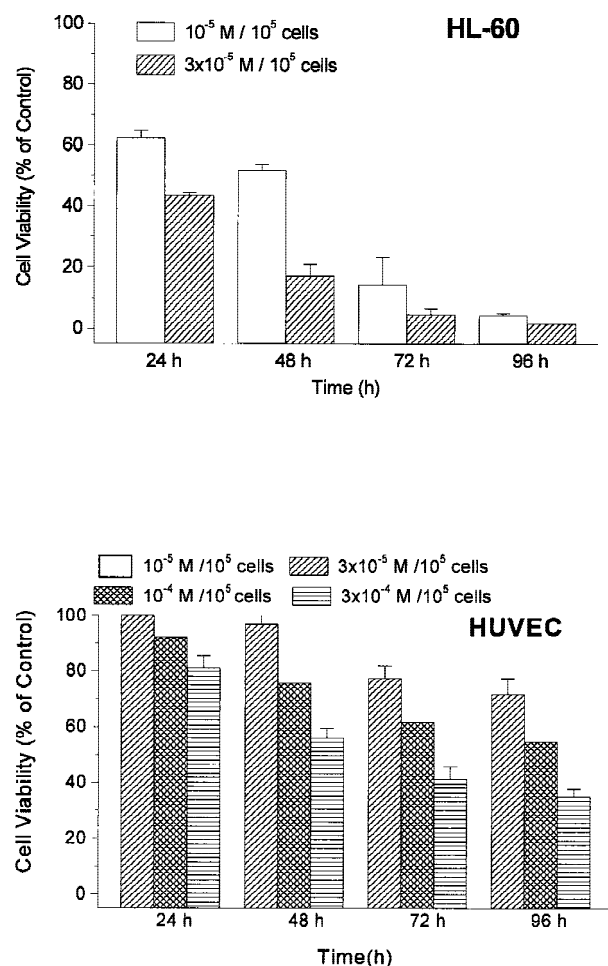 HL-60
10⁻⁵ M / 10⁵ cells
3x10⁻⁵ M / 10⁵ cells
Cell Viability (% of Control)
100
80
60
40
20
0
24 h 48 h 72 h 96 h
Time (h)
10⁻⁵ M /10⁵ cells 3x10⁻⁵ M /10⁵ cells
10⁻⁴ M /10⁵ cells 3x10⁻⁴ M /10⁵ cells
HUVEC
Cell Viability (% of Control)
100
80
60
40
20
0
24 h 48 h 72 h 96 h
Time(h)